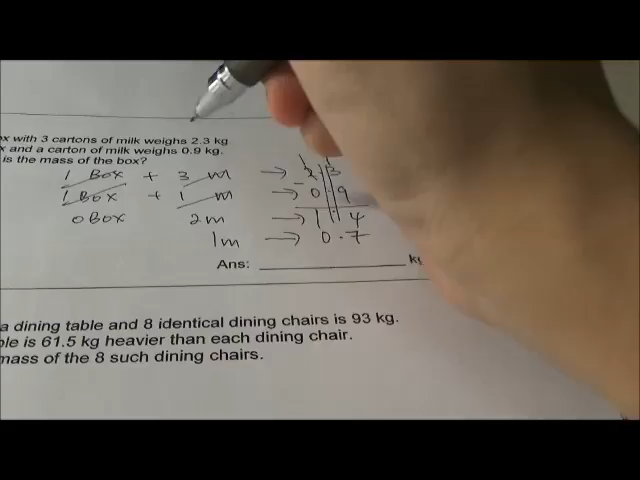 x with 3 cartons of milk weighs 2.3 kg
x and a carton of milk weighs 0.9 kg.
is the mass of the box?
1 Box + 3 m → 2.3
1 Box + 1 m → - 0.9
0 Box 2m → 1.4
1m → 0.7
Ans: ____________ kg
a dining table and 8 identical dining chairs is 93 kg.
ble is 61.5 kg heavier than each dining chair.
mass of the 8 such dining chairs.